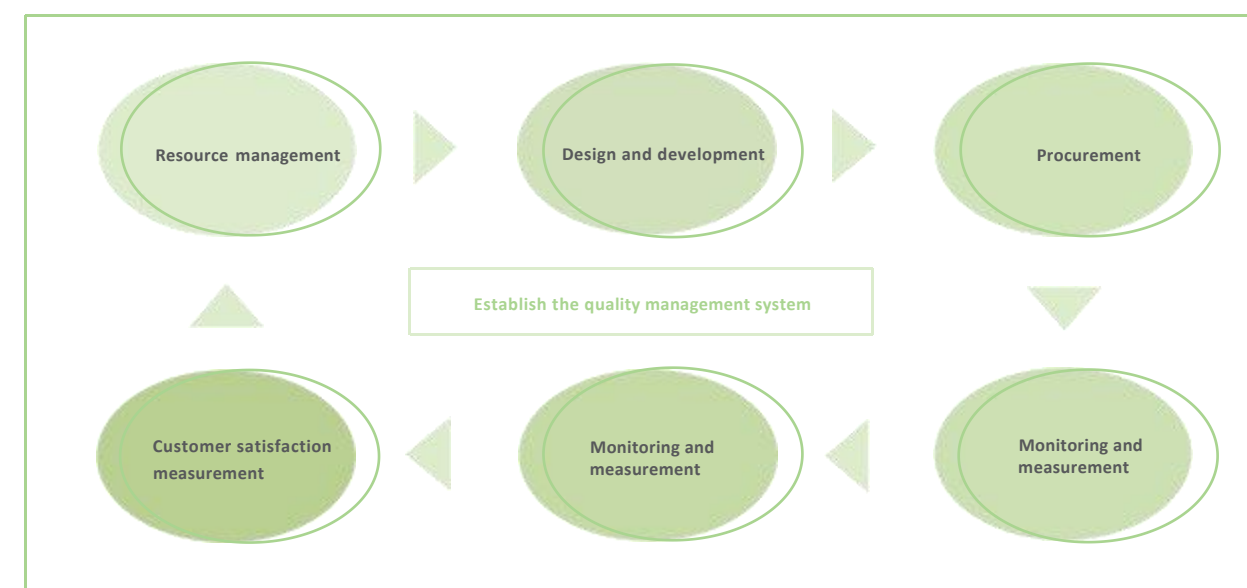 Resource management
Design and development
Procurement
Establish the quality management system
Customer satisfaction
measurement
Monitoring and
measurement
Monitoring and
measurement